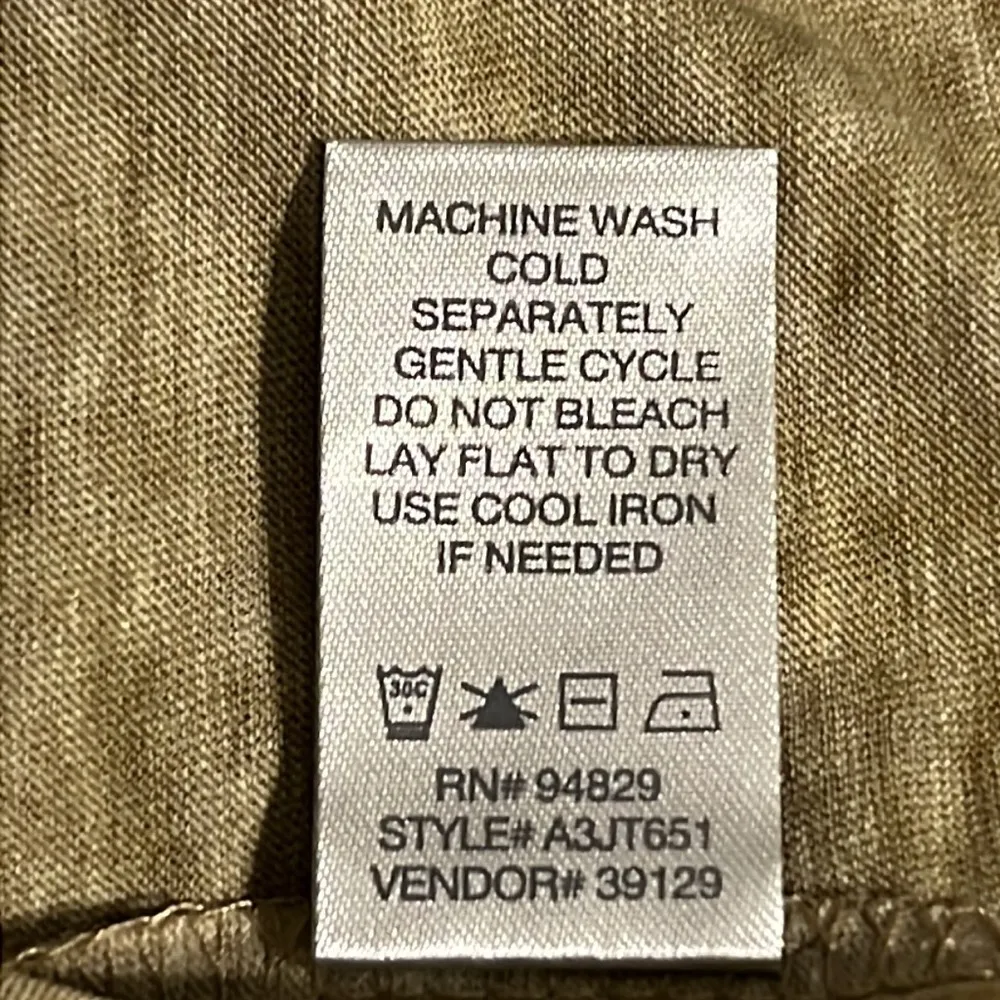 MACHINE WASH
COLD
SEPARATELY
GENTLE CYCLE
DO NOT BLEACH
LAY FLAT TO DRY
USE COOL IRON
IF NEEDED
30C
RN# 94829
STYLE# A3JT651
VENDOR# 39129